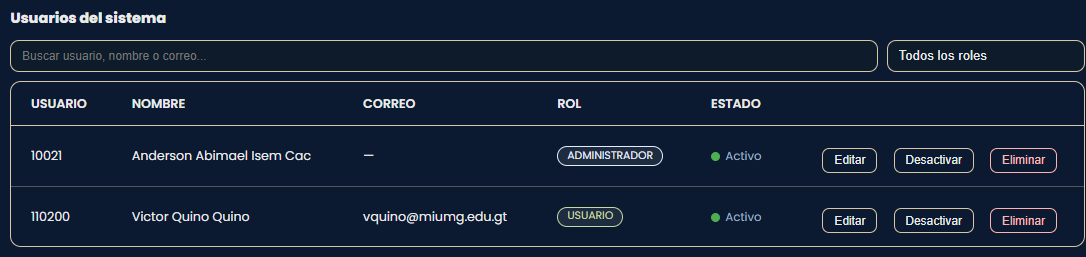 Usuarios del sistema
Buscar usuario, nombre o correo... Todos los roles
USUARIO NOMBRE CORREO ROL ESTADO
10021 Anderson Abimael Isem Cac — ADMINISTRADOR Activo Editar Desactivar Eliminar
110200 Victor Quino Quino vquino@miumg.edu.gt USUARIO Activo Editar Desactivar Eliminar